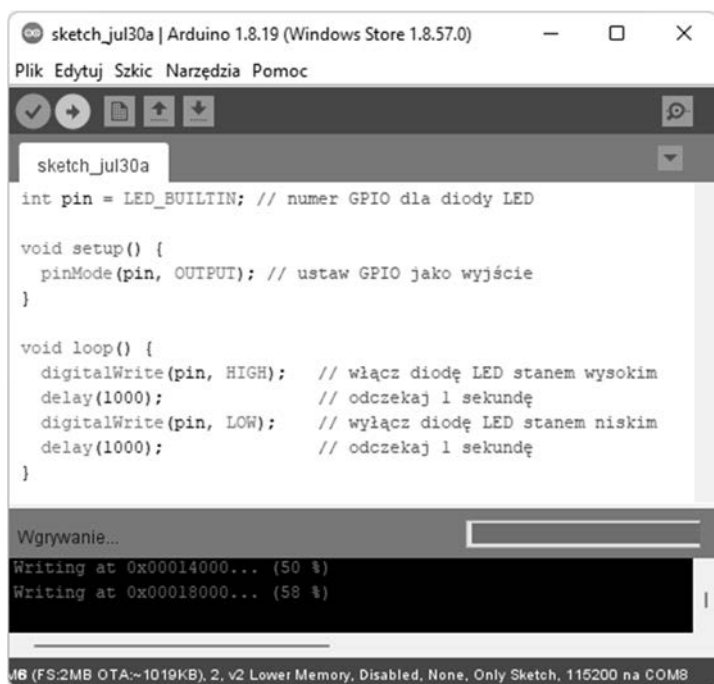 sketch_jul30a | Arduino 1.8.19 (Windows Store 1.8.57.0)
Plik Edytuj Szkic Narzędzia Pomoc
sketch_jul30a
int pin = LED_BUILTIN; // numer GPIO dla diody LED
void setup() {
pinMode(pin, OUTPUT); // ustaw GPIO jako wyjście
}
void loop() {
digitalWrite(pin, HIGH); // włącz diodę LED stanem wysokim
delay(1000); // odczekaj 1 sekundę
digitalWrite(pin, LOW); // wyłącz diodę LED stanem niskim
delay(1000); // odczekaj 1 sekundę
}
Wgrywanie...
Writing at 0x00014000... (50 %)
Writing at 0x00018000... (58 %)
M6 (FS:2MB OTA:~1019KB), 2, v2 Lower Memory, Disabled, None, Only Sketch, 115200 na COM8